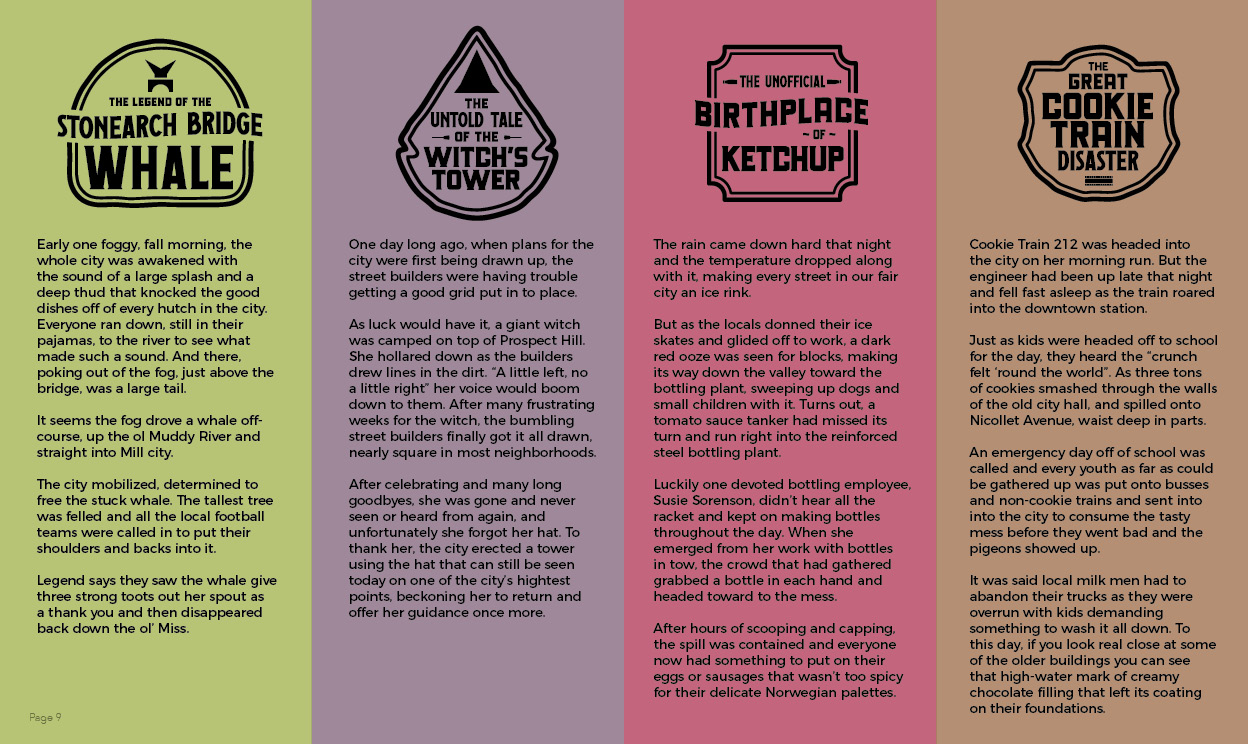 THE LEGEND OF THE
STONEARCH BRIDGE
WHALE
Early one foggy, fall morning, the
whole city was awakened with
the sound of a large splash and a
deep thud that knocked the good
dishes off of every hutch in the city.
Everyone ran down, still in their
pajamas, to the river to see what
made such a sound. And there,
poking out of the fog, just above the
bridge, was a large tail.
It seems the fog drove a whale off-
course, up the ol Muddy River and
straight into Mill city.
The city mobilized, determined to
free the stuck whale. The tallest tree
was felled and all the local football
teams were called in to put their
shoulders and backs into it.
Legend says they saw the whale give
three strong toots out her spout as
a thank you and then disappeared
back down the ol' Miss.
Page 9
THE
UNTOLD TALE
OF THE
WITCH'S
TOWER
One day long ago, when plans for the
city were first being drawn up, the
street builders were having trouble
getting a good grid put in to place.
As luck would have it, a giant witch
was camped on top of Prospect Hill.
She hollared down as the builders
drew lines in the dirt. “A little left, no
a little right” her voice would boom
down to them. After many frustrating
weeks for the witch, the bumbling
street builders finally got it all drawn,
nearly square in most neighborhoods.
After celebrating and many long
goodbyes, she was gone and never
seen or heard from again, and
unfortunately she forgot her hat. To
thank her, the city erected a tower
using the hat that can still be seen
today on one of the city's hightest
points, beckoning her to return and
offer her guidance once more.
THE UNOFFICIAL
BIRTHPLACE
~ OF ~
KETCHUP
The rain came down hard that night
and the temperature dropped along
with it, making every street in our fair
city an ice rink.
But as the locals donned their ice
skates and glided off to work, a dark
red ooze was seen for blocks, making
its way down the valley toward the
bottling plant, sweeping up dogs and
small children with it. Turns out, a
tomato sauce tanker had missed its
turn and run right into the reinforced
steel bottling plant.
Luckily one devoted bottling employee,
Susie Sorenson, didn't hear all the
racket and kept on making bottles
throughout the day. When she
emerged from her work with bottles
in tow, the crowd that had gathered
grabbed a bottle in each hand and
headed toward to the mess.
After hours of scooping and capping,
the spill was contained and everyone
now had something to put on their
eggs or sausages that wasn't too spicy
for their delicate Norwegian palettes.
THE
GREAT
COOKIE
TRAIN
DISASTER
Cookie Train 212 was headed into
the city on her morning run. But the
engineer had been up late that night
and fell fast asleep as the train roared
into the downtown station.
Just as kids were headed off to school
for the day, they heard the “crunch
felt ‘round the world”. As three tons
of cookies smashed through the walls
of the old city hall, and spilled onto
Nicollet Avenue, waist deep in parts.
An emergency day off of school was
called and every youth as far as could
be gathered up was put onto busses
and non-cookie trains and sent into
into the city to consume the tasty
mess before they went bad and the
pigeons showed up.
It was said local milk men had to
abandon their trucks as they were
overrun with kids demanding
something to wash it all down. To
this day, if you look real close at some
of the older buildings you can see
that high-water mark of creamy
chocolate filling that left its coating
on their foundations.